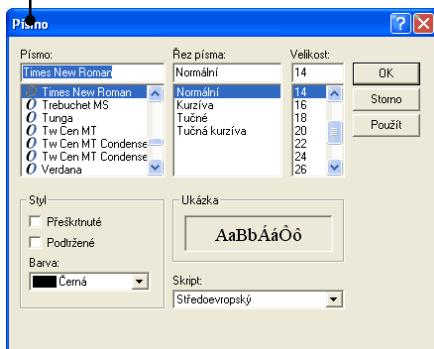 Písmo
Písmo:
Řez písma:
Velikost:
Times New Roman
Normální
14
OK
Times New Roman
Normální
14
Storno
Trebuchet MS
Kurzíva
16
Použít
Tunga
Tučné
18
Tw Cen MT
Tučná kurzíva
20
Tw Cen MT Condense
22
Tw Cen MT Condense
24
Verdana
26
Styl
Ukázka
Přeškrtnuté
AaBbÁáÔô
Podtržené
Barva:
Černá
Skript:
Středoevropský